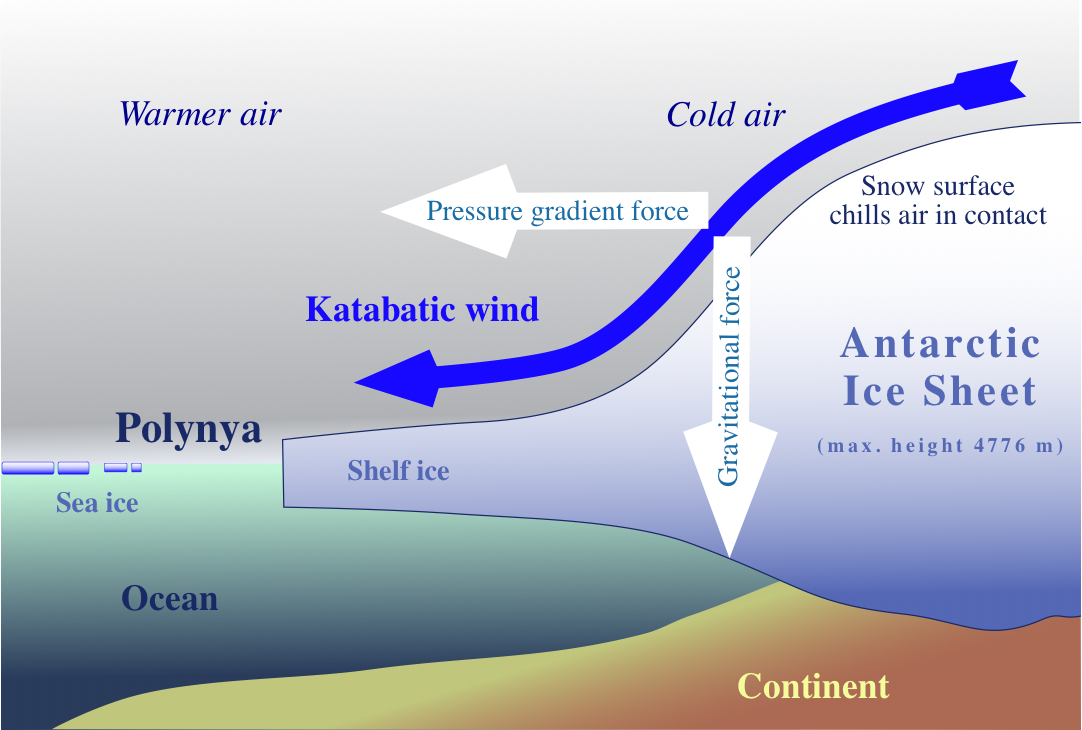 Warmer air
Cold air
Snow surface
chills air in contact
Pressure gradient force
Katabatic wind
Gravitational force
Antarctic
Ice Sheet
(max. height 4776 m)
Polynya
Shelf ice
Sea ice
Ocean
Continent